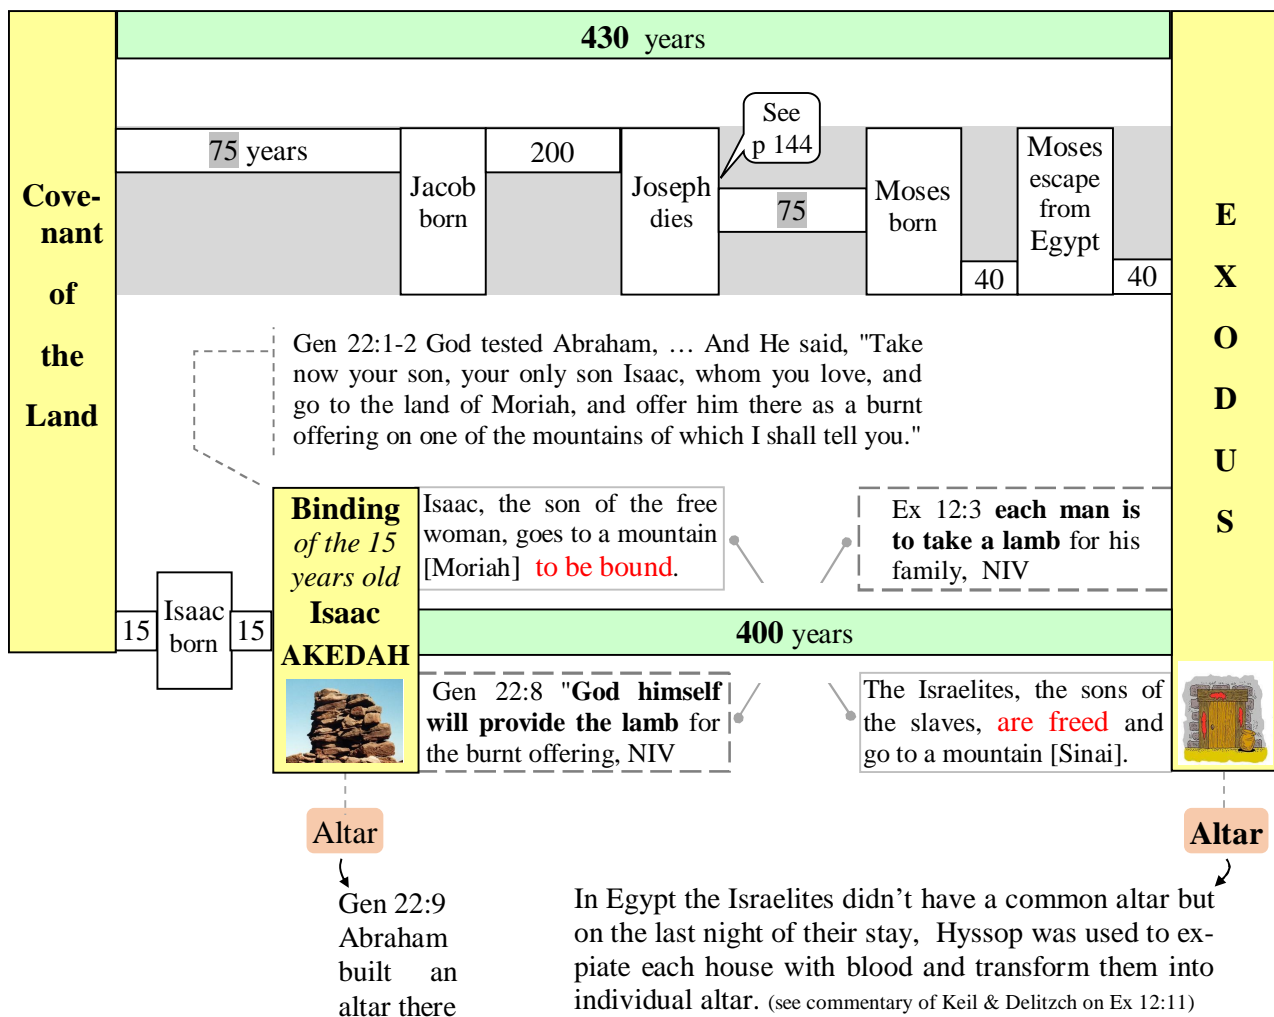 430 years
Cove-
nant
of
the
Land
75 years
Jacob
born
200
Joseph
dies
See
p 144
75
Moses
born
40
Moses
escape
from
Egypt
40
E
X
O
D
U
S
Gen 22:1-2 God tested Abraham, … And He said, "Take
now your son, your only son Isaac, whom you love, and
go to the land of Moriah, and offer him there as a burnt
offering on one of the mountains of which I shall tell you."
15
Isaac
born
15
Binding
of the 15
years old
Isaac
AKEDAH
Isaac, the son of the free
woman, goes to a mountain
[Moriah] to be bound.
Ex 12:3 each man is
to take a lamb for his
family, NIV
400 years
Gen 22:8 "God himself
will provide the lamb for
the burnt offering, NIV
The Israelites, the sons of
the slaves, are freed and
go to a mountain [Sinai].
Altar
Altar
Gen 22:9
Abraham
built an
altar there
In Egypt the Israelites didn’t have a common altar but
on the last night of their stay, Hyssop was used to ex-
piate each house with blood and transform them into
individual altar. (see commentary of Keil & Delitzch on Ex 12:11)